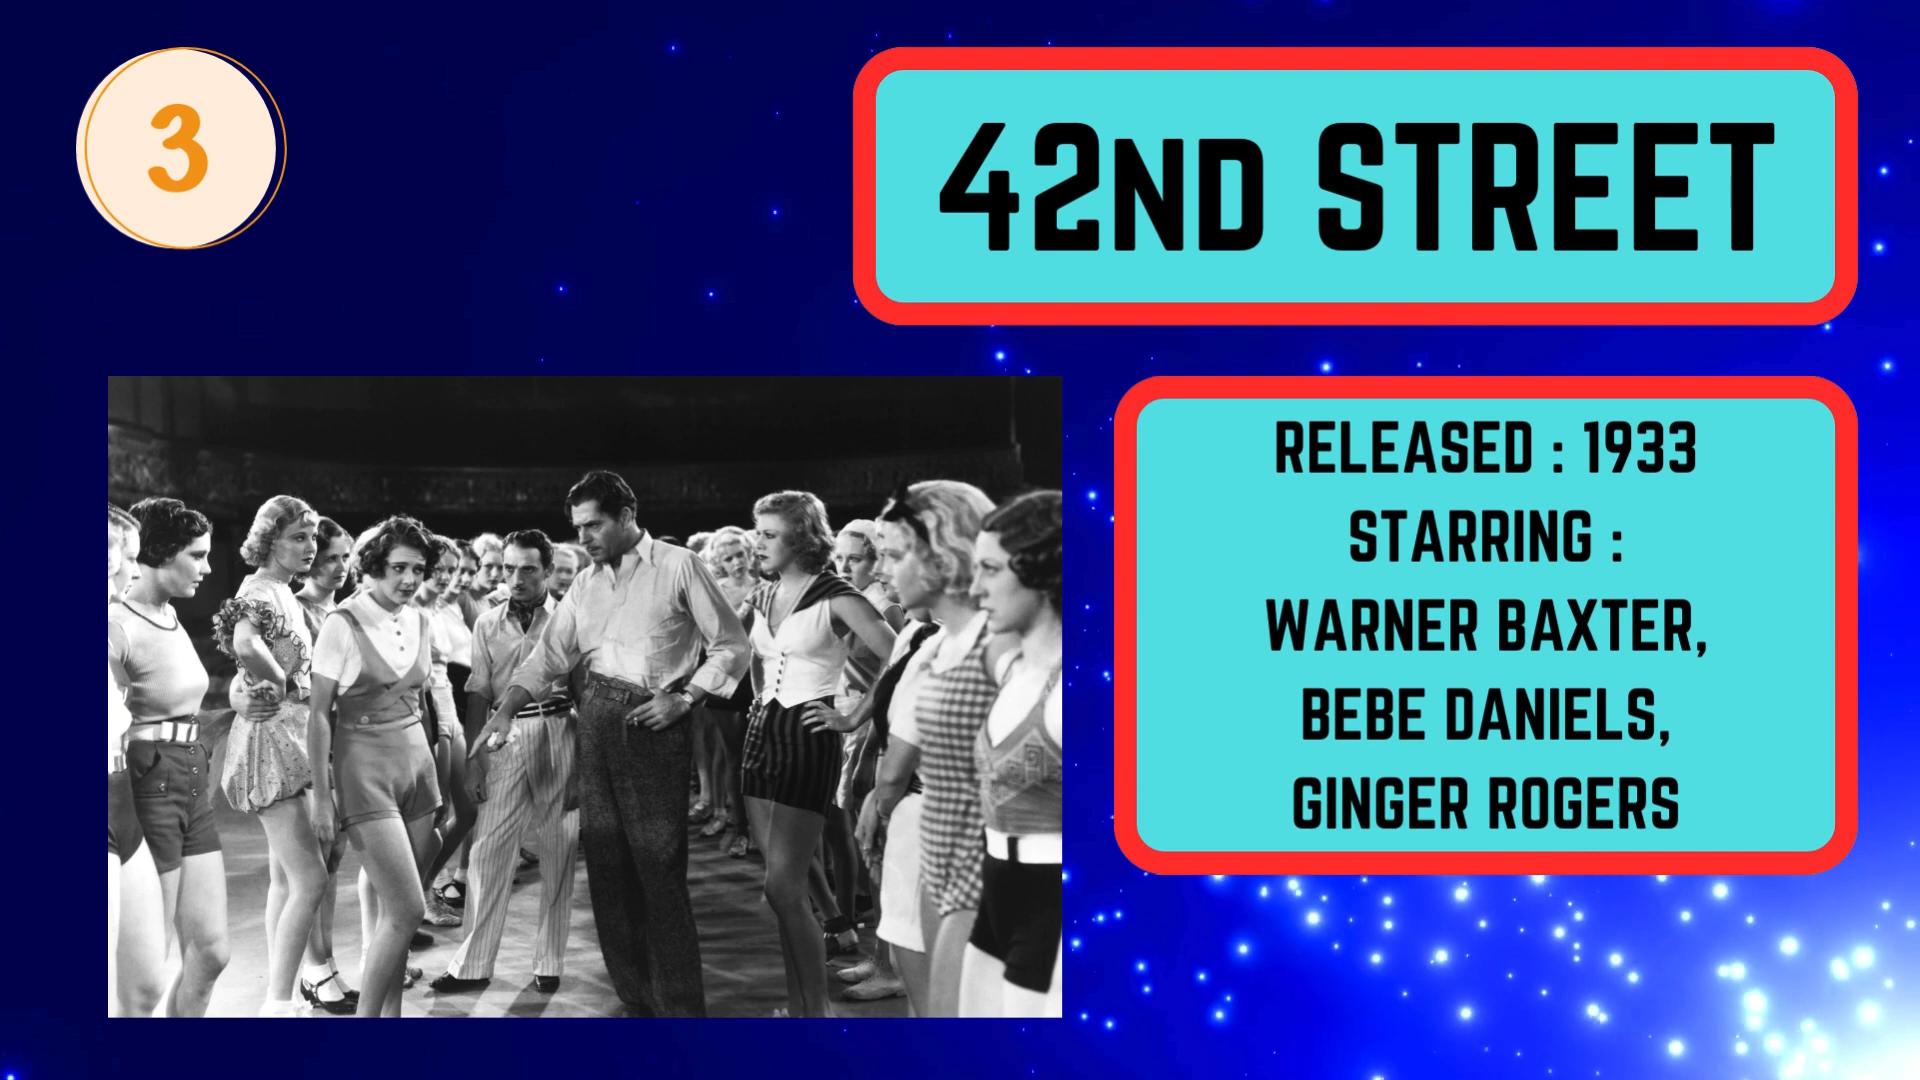 3
42ND STREET
RELEASED : 1933
STARRING :
WARNER BAXTER,
BEBE DANIELS,
GINGER ROGERS